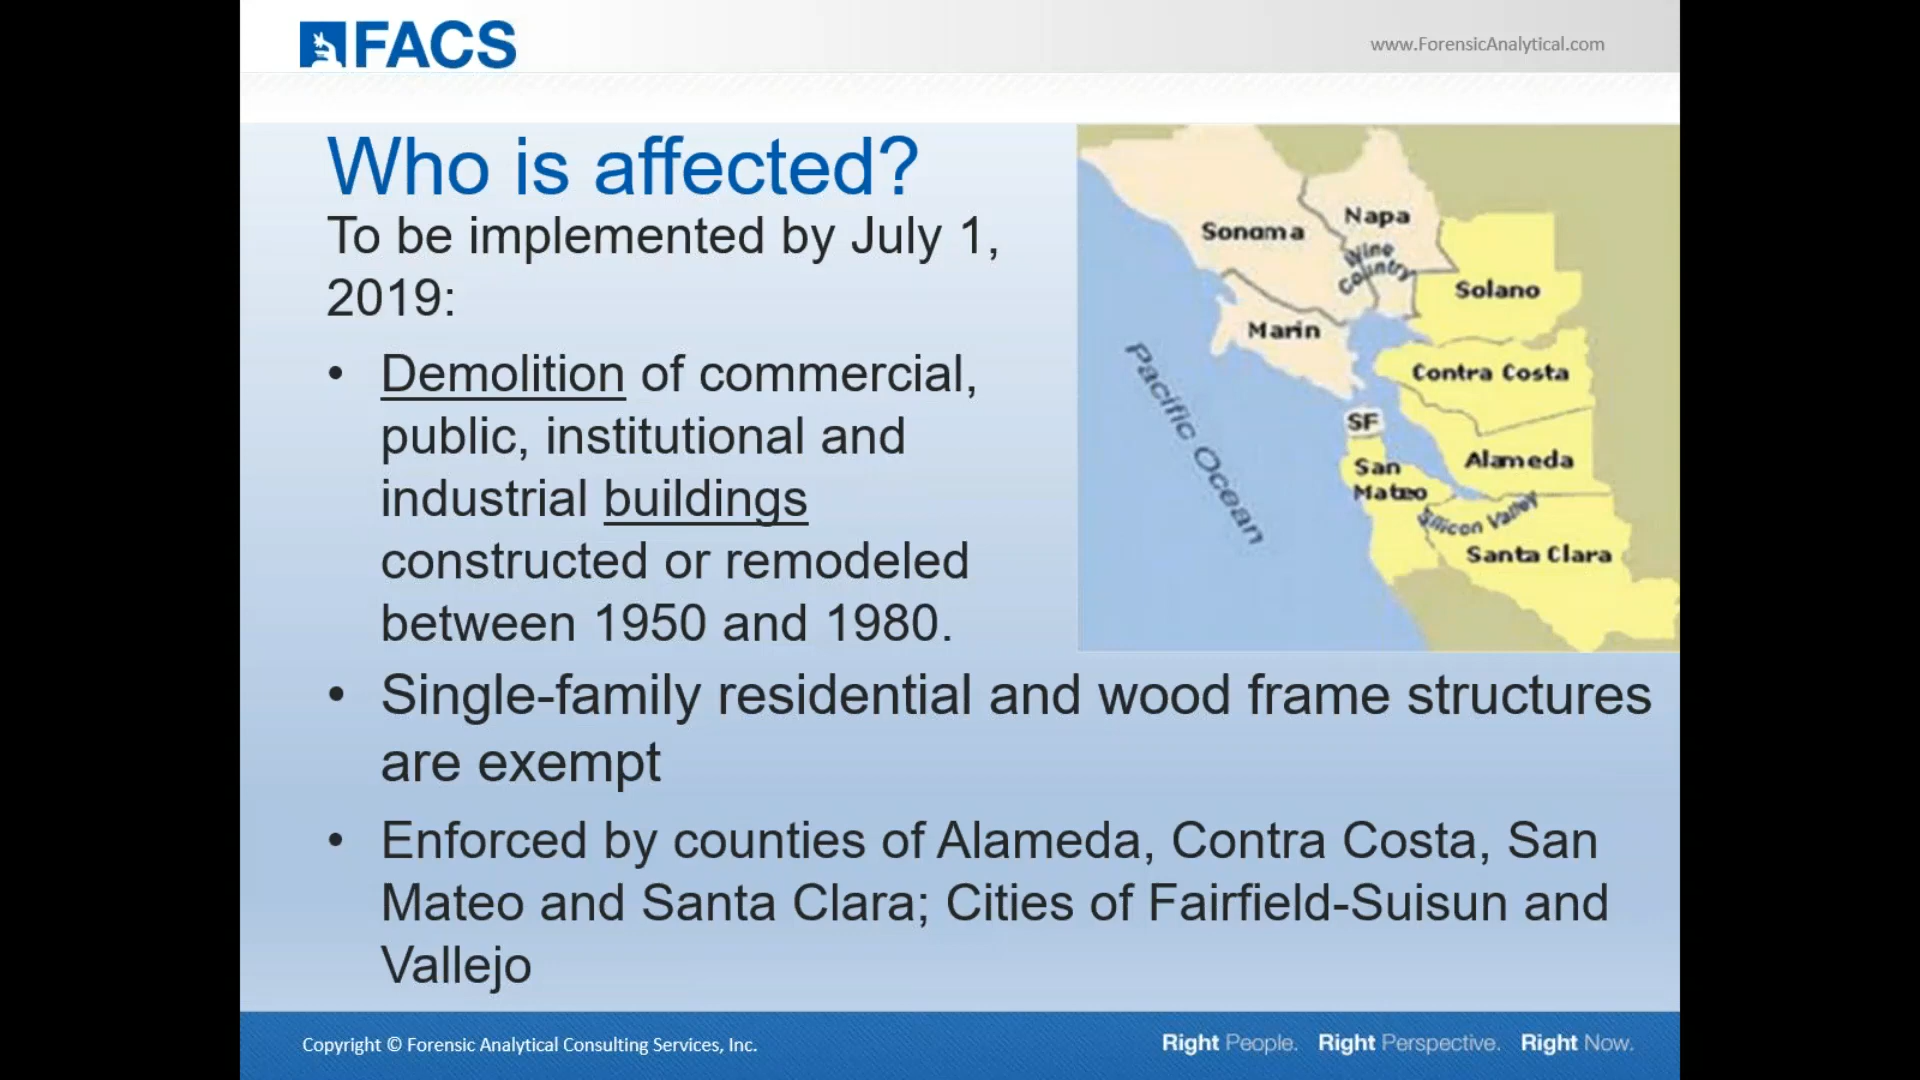 FACS
www.ForensicAnalytical.com
Who is affected?
To be implemented by July 1,
2019:
• Demolition of commercial,
public, institutional and
industrial buildings
constructed or remodeled
between 1950 and 1980.
• Single-family residential and wood frame structures
are exempt
• Enforced by counties of Alameda, Contra Costa, San
Mateo and Santa Clara; Cities of Fairfield-Suisun and
Vallejo
Napa
Sonoma
Wine
Country
Solano
Marin
Pacific Ocean
Contra Costa
SF
Alameda
San
Mateo
Silicon Valley
Santa Clara
Copyright © Forensic Analytical Consulting Services, Inc.
Right People. Right Perspective. Right Now.